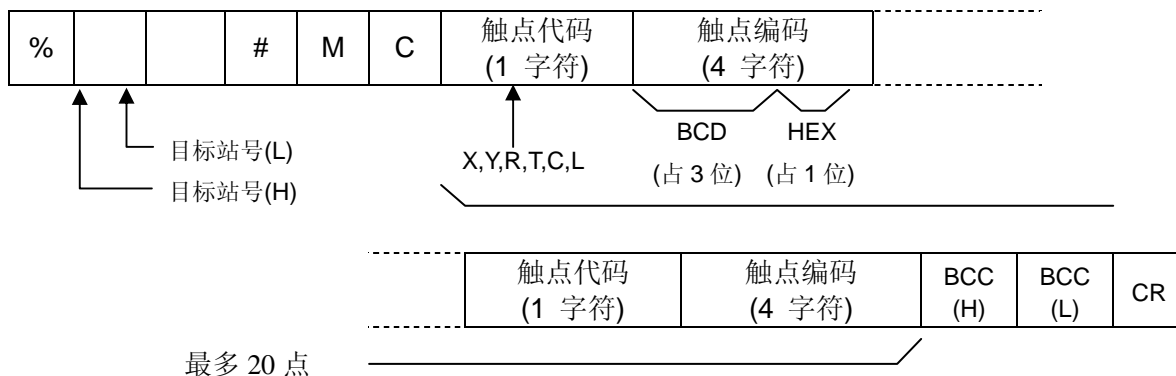 % # M C 触点代码 (1 字符) 触点编码 (4 字符)
BCD HEX
目标站号(L)
X,Y,R,T,C,L
(占 3 位) (占 1 位)
目标站号(H)
触点代码 (1 字符) 触点编码 (4 字符) BCC (H) BCC (L) CR
最多 20 点